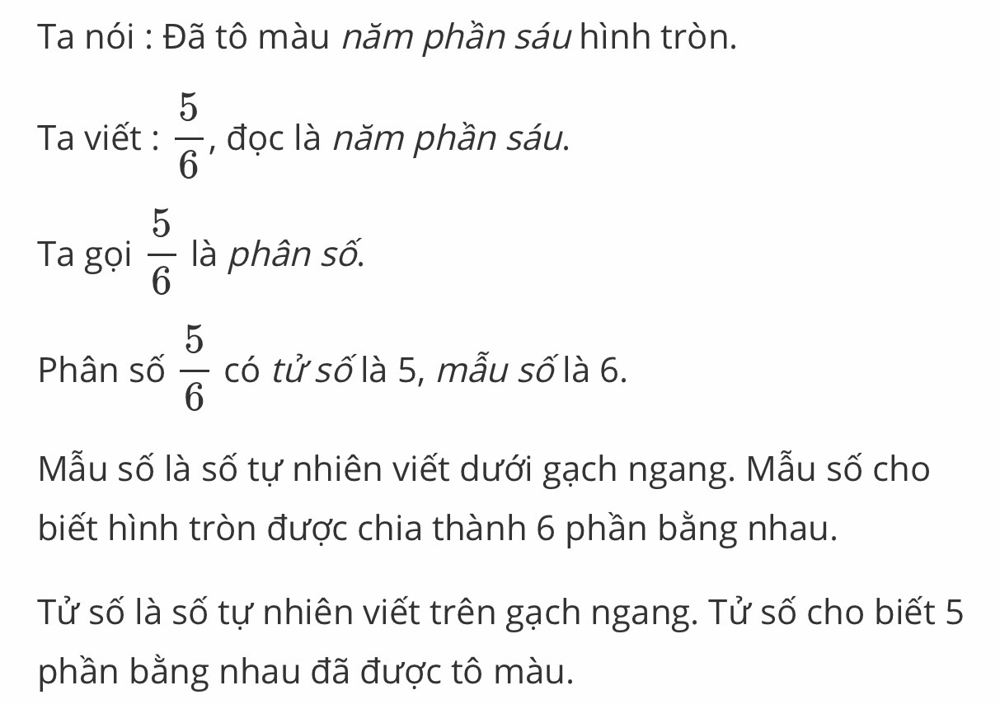 Ta nói : Đã tô màu năm phần sáu hình tròn.
Ta viết : 5/6, đọc là năm phần sáu.
Ta gọi 5/6 là phân số.
Phân số 5/6 có tử số là 5, mẫu số là 6.
Mẫu số là số tự nhiên viết dưới gạch ngang. Mẫu số cho
biết hình tròn được chia thành 6 phần bằng nhau.
Tử số là số tự nhiên viết trên gạch ngang. Tử số cho biết 5
phần bằng nhau đã được tô màu.